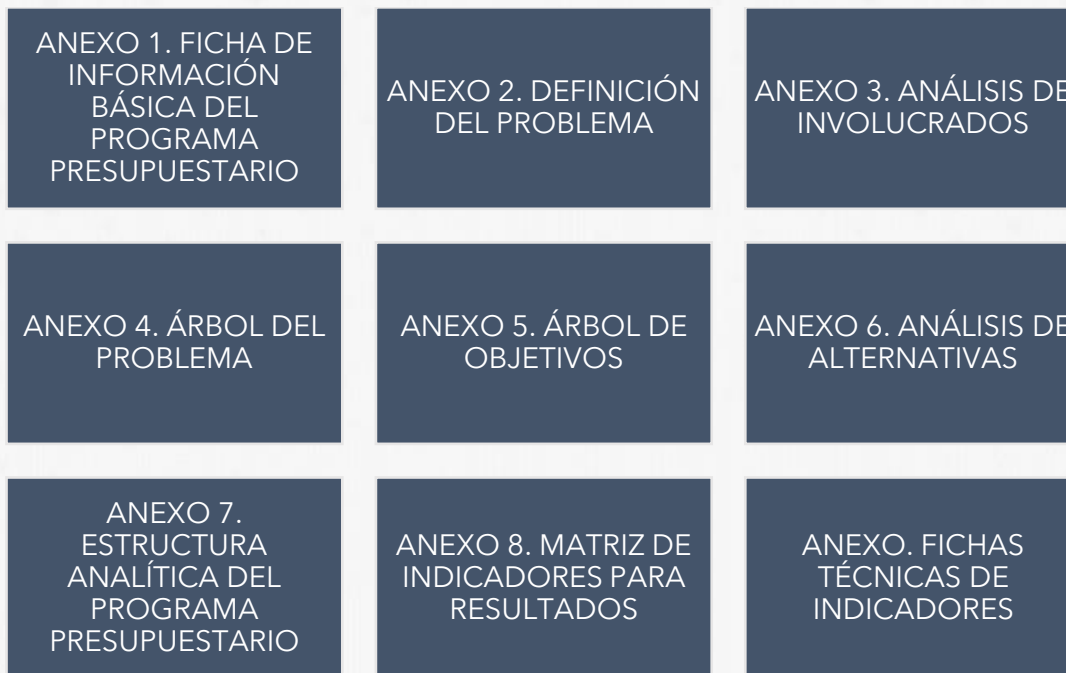 ANEXO 1. FICHA DE
INFORMACIÓN
BÁSICA DEL
PROGRAMA
PRESUPUESTARIO
ANEXO 2. DEFINICIÓN
DEL PROBLEMA
ANEXO 3. ANÁLISIS DE
INVOLUCRADOS
ANEXO 4. ÁRBOL DEL
PROBLEMA
ANEXO 5. ÁRBOL DE
OBJETIVOS
ANEXO 6. ANÁLISIS DE
ALTERNATIVAS
ANEXO 7.
ESTRUCTURA
ANALÍTICA DEL
PROGRAMA
PRESUPUESTARIO
ANEXO 8. MATRIZ DE
INDICADORES PARA
RESULTADOS
ANEXO. FICHAS
TÉCNICAS DE
INDICADORES